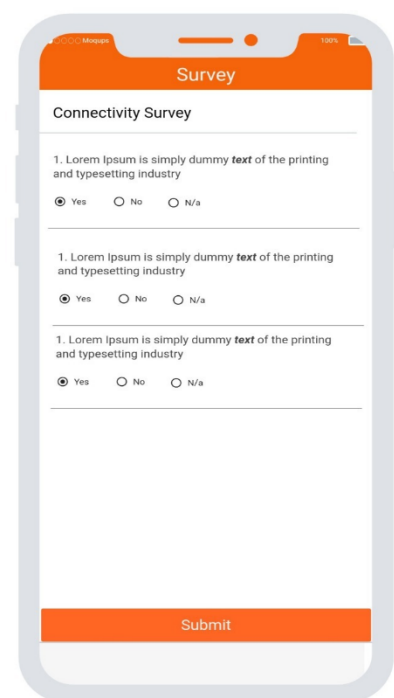 Moqups 100%
Survey
Connectivity Survey
1. Lorem Ipsum is simply dummy text of the printing
and typesetting industry
Yes No N/a
1. Lorem Ipsum is simply dummy text of the printing
and typesetting industry
Yes No N/a
1. Lorem Ipsum is simply dummy text of the printing
and typesetting industry
Yes No N/a
Submit